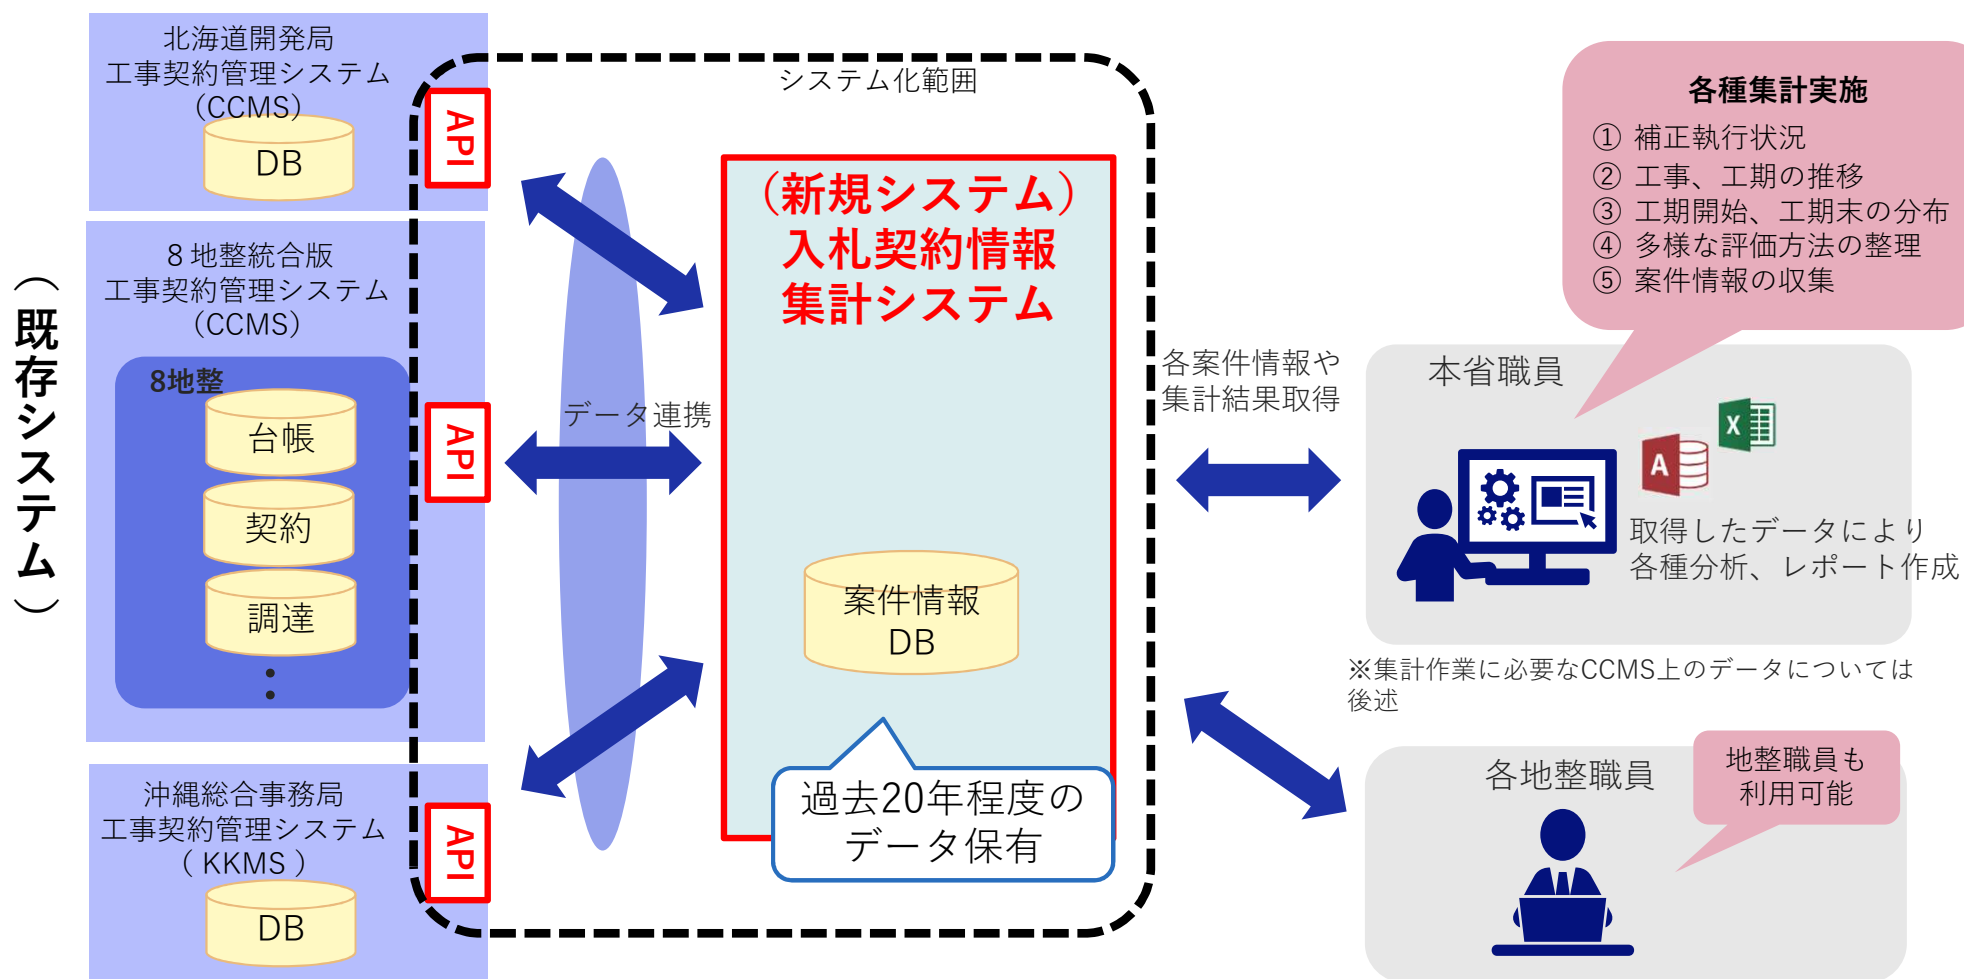 （既存システム）
北海道開発局
工事契約管理システム
（CCMS）
DB
API
８地整統合版
工事契約管理システム
（CCMS）
8地整
台帳
契約
調達
：
API
沖縄総合事務局
工事契約管理システム
（ KKMS ）
DB
API
システム化範囲
データ連携
（新規システム）
入札契約情報
集計システム
案件情報
DB
過去20年程度の
データ保有
各案件情報や
集計結果取得
各種集計実施
① 補正執行状況
② 工事、工期の推移
③ 工期開始、工期末の分布
④ 多様な評価方法の整理
⑤ 案件情報の収集
本省職員
A
X
取得したデータにより
各種分析、レポート作成
※集計作業に必要なCCMS上のデータについては
後述
各地整職員
地整職員も
利用可能